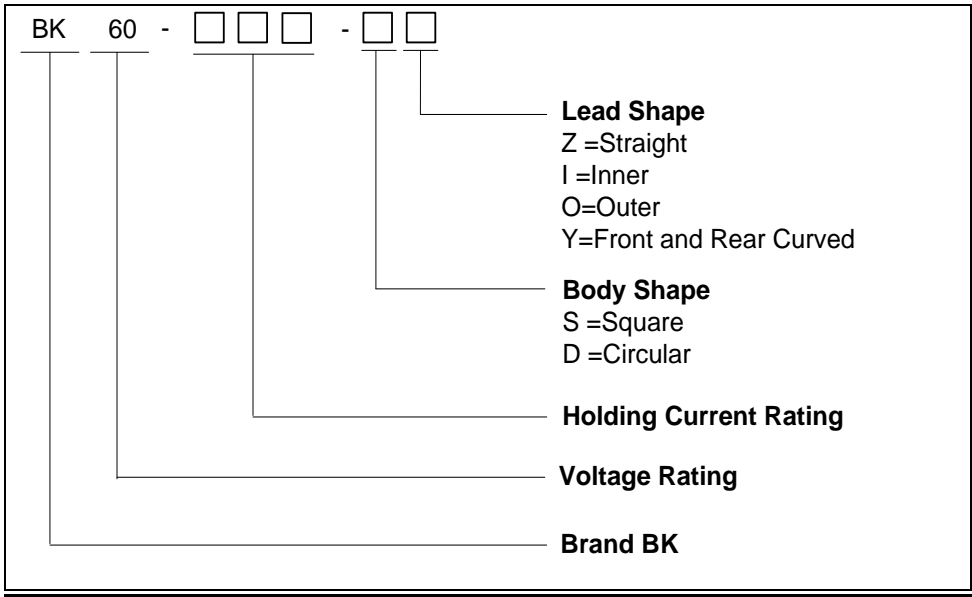 BK 60 - □□□ - □□
Lead Shape
Z =Straight
I =Inner
O=Outer
Y=Front and Rear Curved
Body Shape
S =Square
D =Circular
Holding Current Rating
Voltage Rating
Brand BK